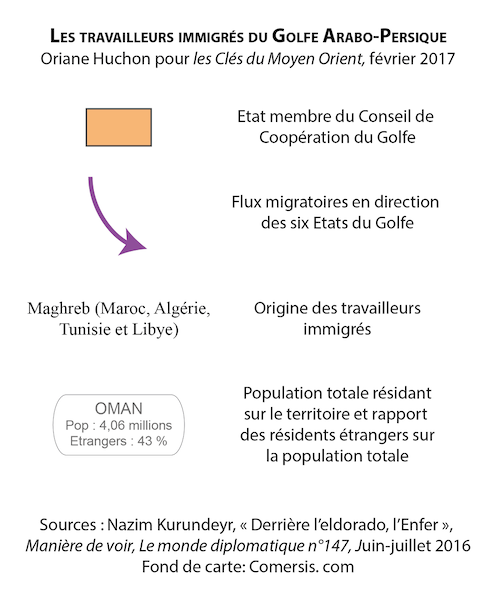 Les travailleurs immigrés du Golfe Arabo-Persique
Oriane Huchon pour les Clés du Moyen Orient, février 2017
Etat membre du Conseil de
Coopération du Golfe
Flux migratoires en direction
des six Etats du Golfe
Maghreb (Maroc, Algérie,
Tunisie et Libye)
Origine des travailleurs
immigrés
OMAN
Pop : 4,06 millions
Etrangers : 43 %
Population totale résidant
sur le territoire et rapport
des résidents étrangers sur
la population totale
Sources : Nazim Kurundeyr, « Derrière l'eldorado, l'Enfer »,
Manière de voir, Le monde diplomatique n°147, Juin-juillet 2016
Fond de carte: Comersis. com